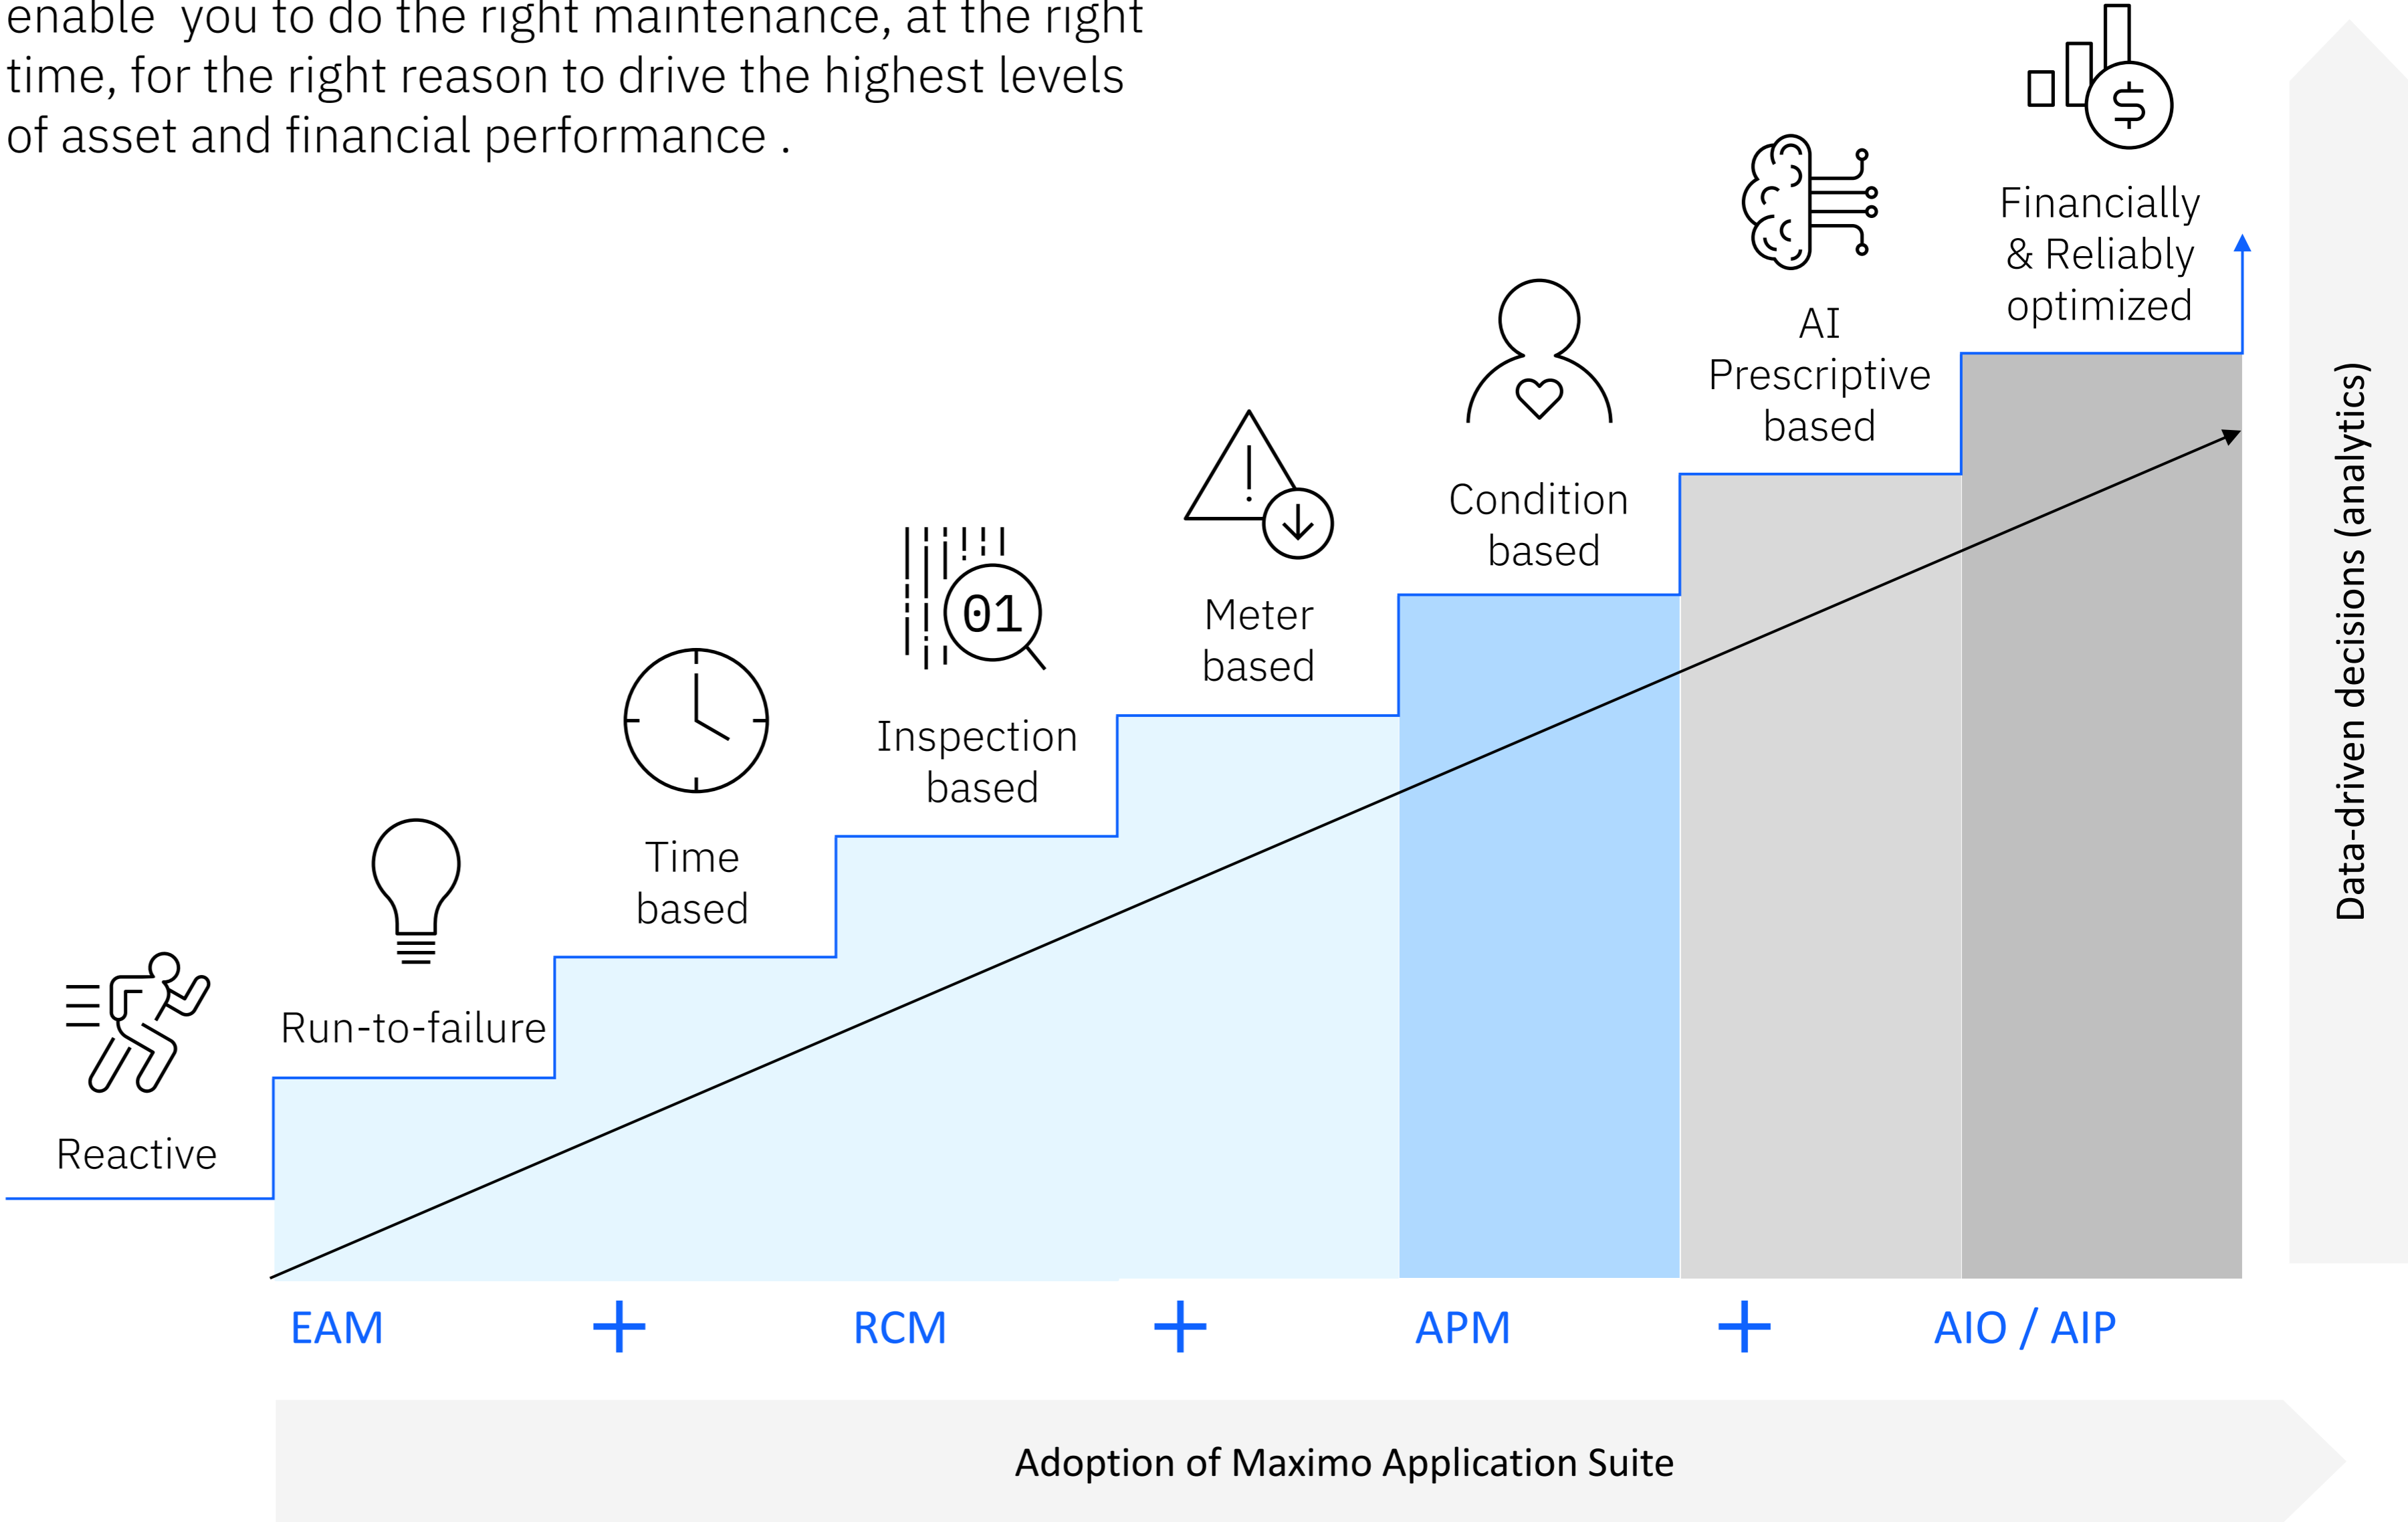 enable you to do the right maintenance, at the right
time, for the right reason to drive the highest levels
of asset and financial performance .
Financially
& Reliably
optimized
AI
Prescriptive
based
Condition
based
Meter
based
01
Inspection
based
Time
based
Run-to-failure
Reactive
Data-driven decisions (analytics)
EAM + RCM + APM + AIO / AIP
Adoption of Maximo Application Suite